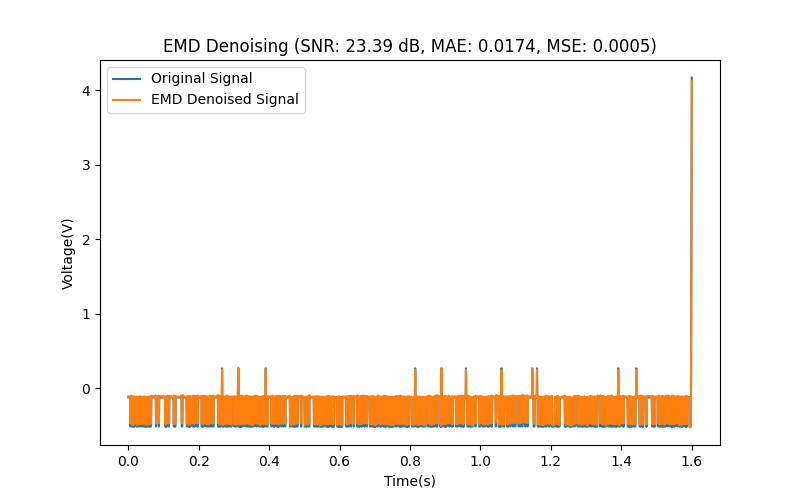 EMD Denoising (SNR: 23.39 dB, MAE: 0.0174, MSE: 0.0005)
Original Signal
EMD Denoised Signal
4
3
2
1
0
Voltage(V)
0.0 0.2 0.4 0.6 0.8 1.0 1.2 1.4 1.6
Time(s)